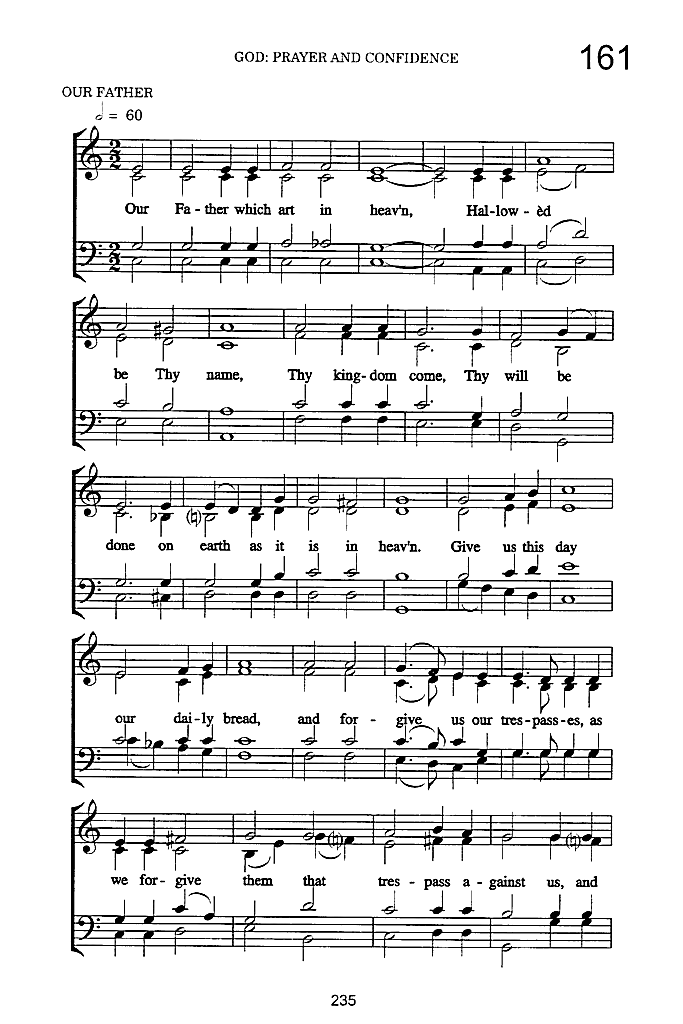 GOD: PRAYER AND CONFIDENCE 161
OUR FATHER
= 60
Our Fa - ther which art in heav'n, Hal - low - èd
be Thy name, Thy king - dom come, Thy will be
done on earth as it is in heav'n. Give us this day
our dai - ly bread, and for - give us our tres - pass - es, as
we for - give them that tres - pass a - gainst us, and
235